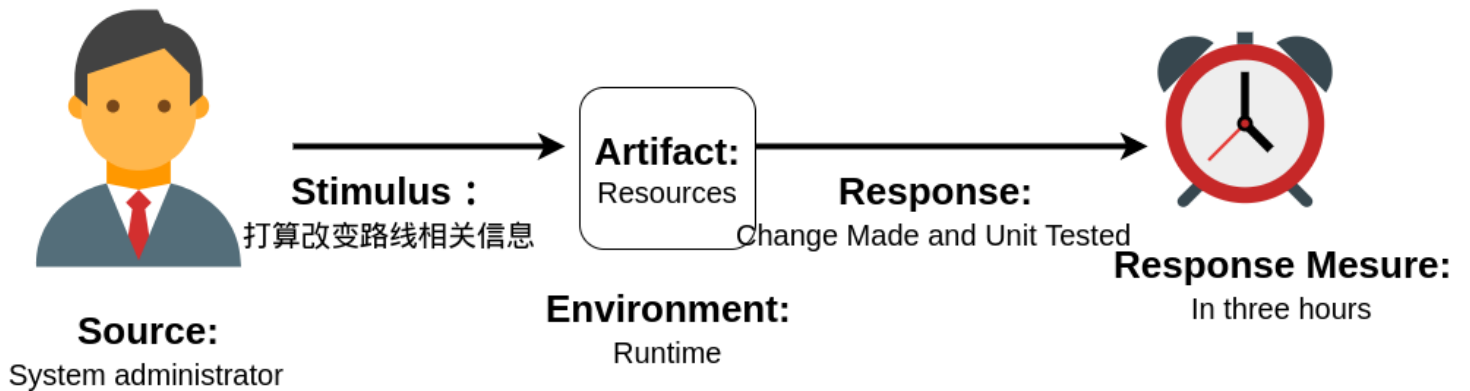 Artifact:
Resources
Stimulus：
打算改变路线相关信息
Response:
Change Made and Unit Tested
Response Mesure:
In three hours
Environment:
Runtime
Source:
System administrator